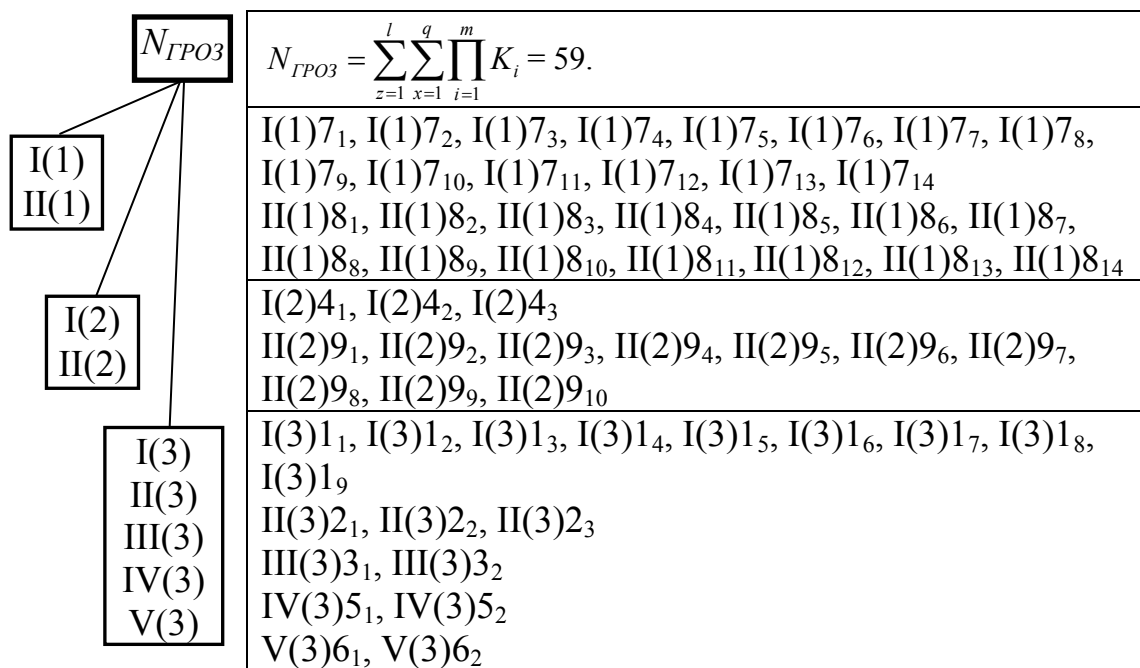 N_ГРОЗ
N_{ГРОЗ} = \sum_{z=1}^{l} \sum_{x=1}^{q} \prod_{i=1}^{m} K_i = 59.
I(1)
II(1)
I(1)7₁, I(1)7₂, I(1)7₃, I(1)7₄, I(1)7₅, I(1)7₆, I(1)7₇, I(1)7₈,
I(1)7₉, I(1)7₁₀, I(1)7₁₁, I(1)7₁₂, I(1)7₁₃, I(1)7₁₄
II(1)8₁, II(1)8₂, II(1)8₃, II(1)8₄, II(1)8₅, II(1)8₆, II(1)8₇,
II(1)8₈, II(1)8₉, II(1)8₁₀, II(1)8₁₁, II(1)8₁₂, II(1)8₁₃, II(1)8₁₄
I(2)
II(2)
I(2)4₁, I(2)4₂, I(2)4₃
II(2)9₁, II(2)9₂, II(2)9₃, II(2)9₄, II(2)9₅, II(2)9₆, II(2)9₇,
II(2)9₈, II(2)9₉, II(2)9₁₀
I(3)
II(3)
III(3)
IV(3)
V(3)
I(3)1₁, I(3)1₂, I(3)1₃, I(3)1₄, I(3)1₅, I(3)1₆, I(3)1₇, I(3)1₈,
I(3)1₉
II(3)2₁, II(3)2₂, II(3)2₃
III(3)3₁, III(3)3₂
IV(3)5₁, IV(3)5₂
V(3)6₁, V(3)6₂